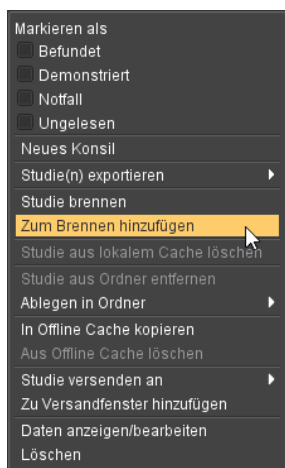 Markieren als
Befundet
Demonstriert
Notfall
Ungelesen
Neues Konsil
Studie(n) exportieren
Studie brennen
Zum Brennen hinzufügen
Studie aus lokalem Cache löschen
Studie aus Ordner entfernen
Ablegen in Ordner
In Offline Cache kopieren
Aus Offline Cache löschen
Studie versenden an
Zu Versandfenster hinzufügen
Daten anzeigen/bearbeiten
Löschen